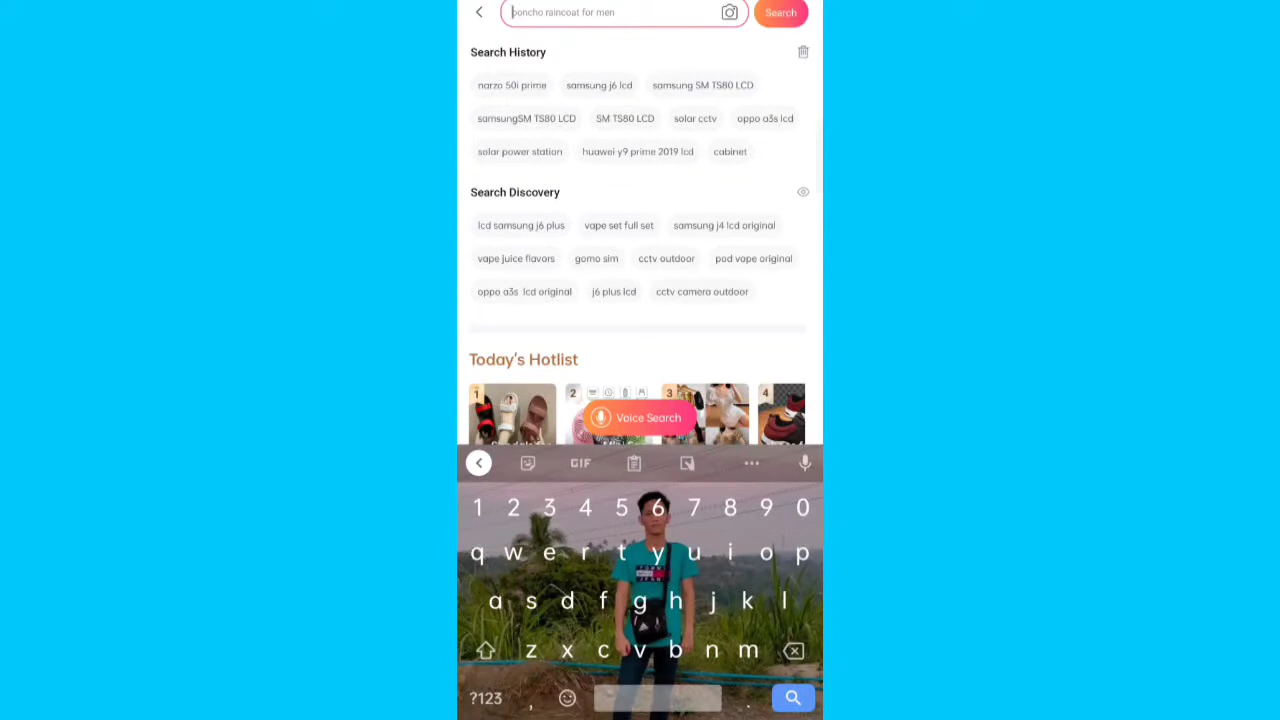 poncho raincoat for men Search
Search History
narzo 50i prime samsung j6 lcd samsung SM TS80 LCD
samsungSM TS80 LCD SM TS80 LCD solar cctv oppo a3s lcd
solar power station huawei y9 prime 2019 lcd cabinet
Search Discovery
lcd samsung j6 plus vape set full set samsung j4 lcd original
vape juice flavors gomo sim cctv outdoor pod vape original
oppo a3s lcd original j6 plus lcd cctv camera outdoor
Today's Hotlist
1 2 3 4
Voice Search
GIF
1 2 3 4 5 6 7 8 9 0
q w e r t y u i o p
a s d f g h j k l
z x c v b n m
?123 , .